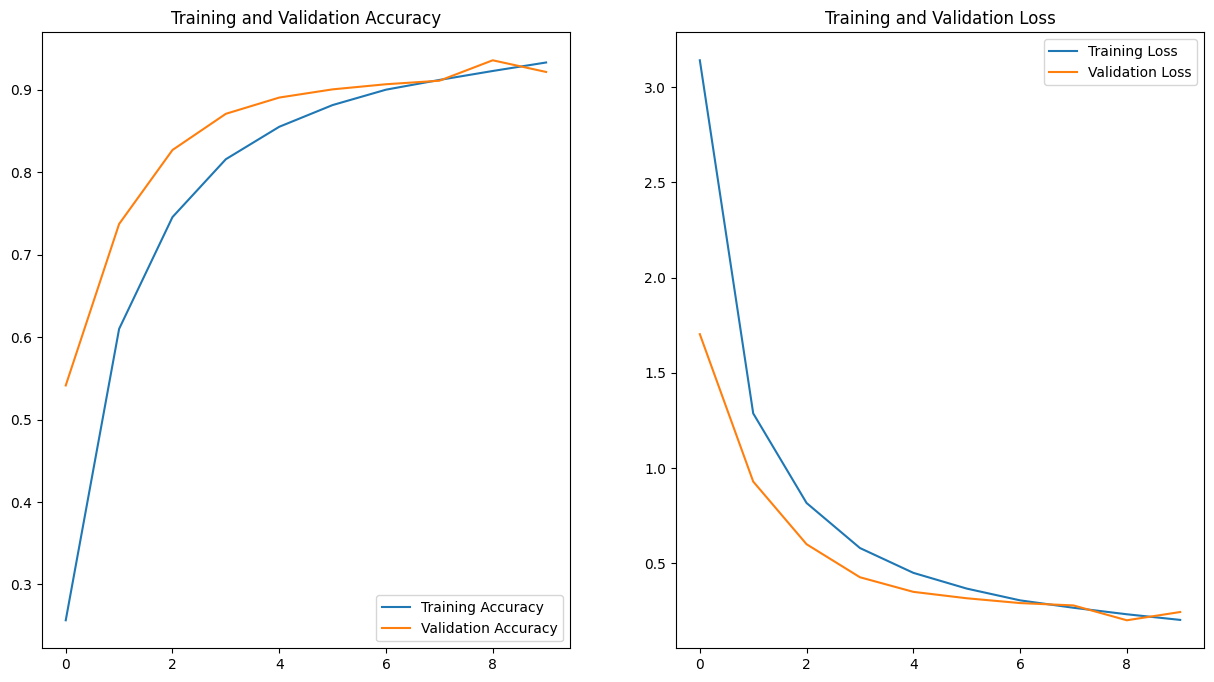 Training and Validation Accuracy
0.9
0.8
0.7
0.6
0.5
0.4
0.3
0 2 4 6 8
Training Accuracy
Validation Accuracy
Training and Validation Loss
3.0
2.5
2.0
1.5
1.0
0.5
0 2 4 6 8
Training Loss
Validation Loss